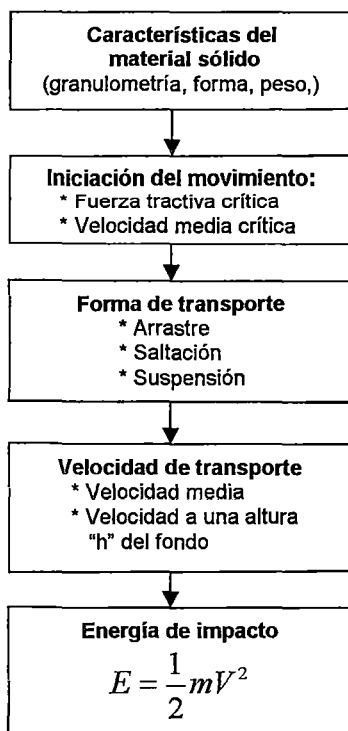 Características del
material sólido
(granulometría, forma, peso,)
Iniciación del movimiento:
* Fuerza tractiva crítica
* Velocidad media crítica
Forma de transporte
* Arrastre
* Saltación
* Suspensión
Velocidad de transporte
* Velocidad media
* Velocidad a una altura
“h” del fondo
Energía de impacto
E = 1/2 mV²